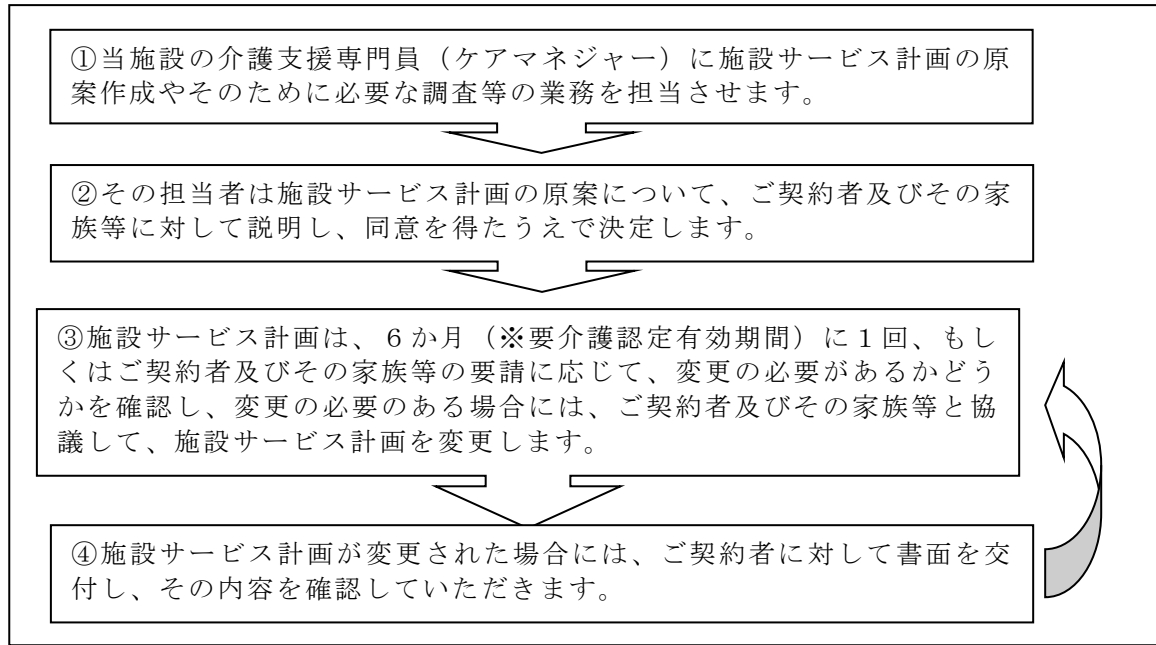 ①当施設の介護支援専門員（ケアマネジャー）に施設サービス計画の原
案作成やそのために必要な調査等の業務を担当させます。
②その担当者は施設サービス計画の原案について、ご契約者及びその家
族等に対して説明し、同意を得たうえで決定します。
③施設サービス計画は、６か月（※要介護認定有効期間）に１回、もし
くはご契約者及びその家族等の要請に応じて、変更の必要があるかどう
かを確認し、変更の必要のある場合には、ご契約者及びその家族等と協
議して、施設サービス計画を変更します。
④施設サービス計画が変更された場合には、ご契約者に対して書面を交
付し、その内容を確認していただきます。